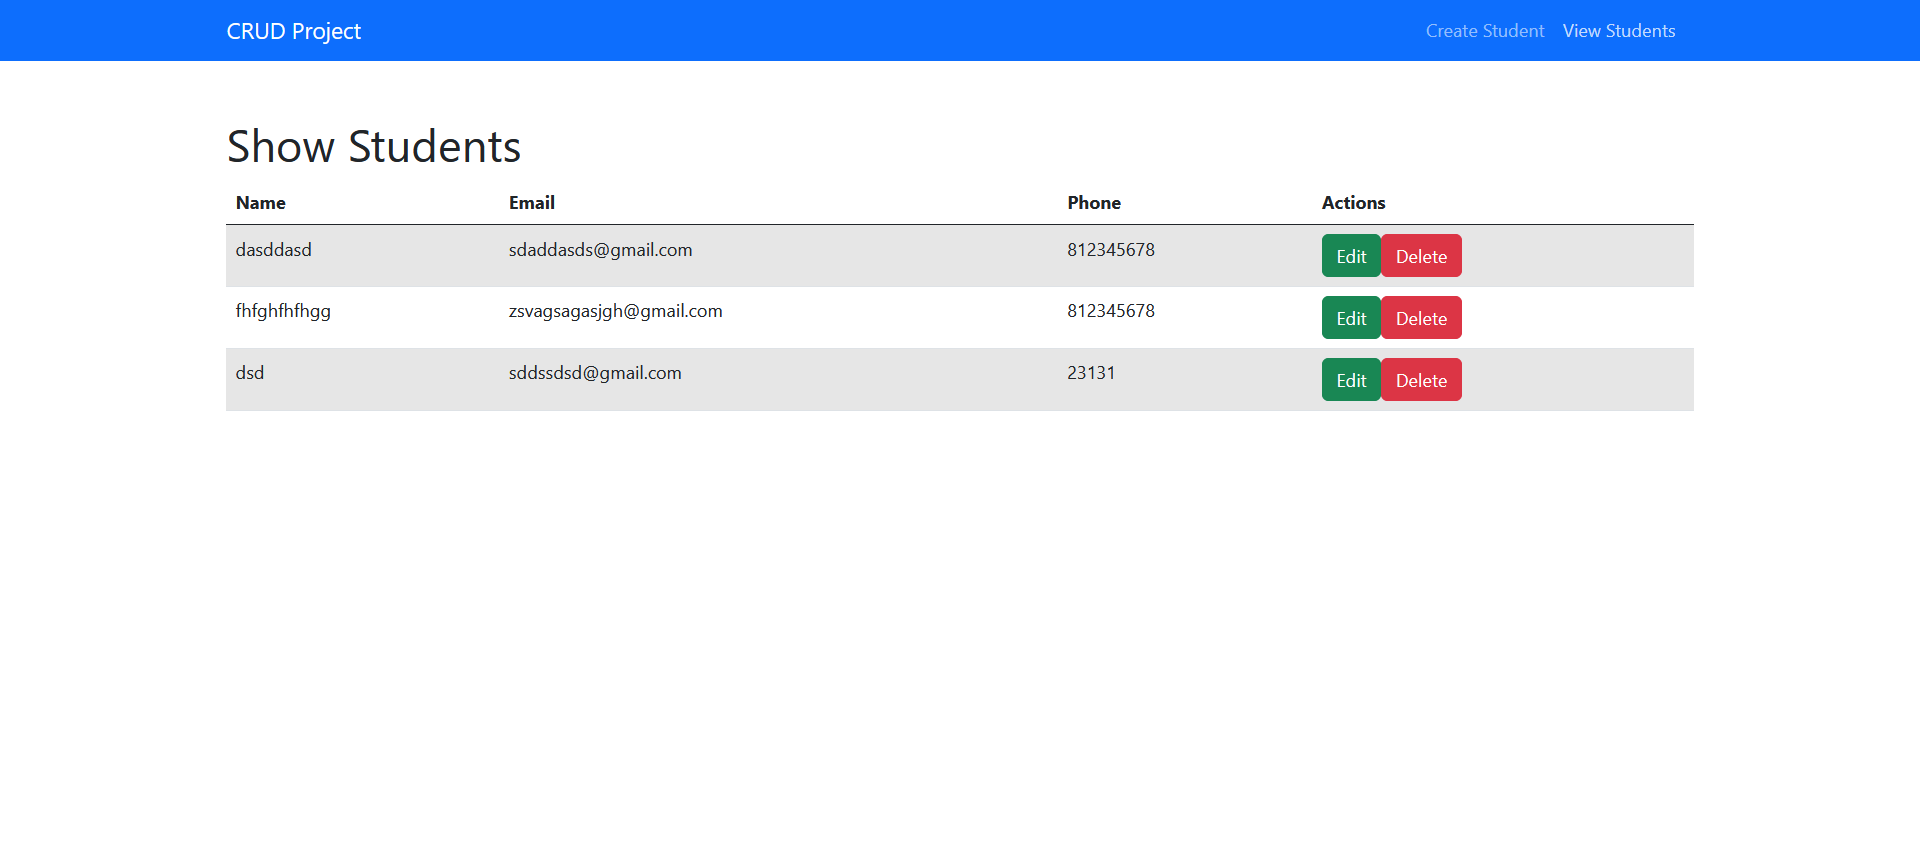 CRUD Project Create Student View Students
Show Students
Name Email Phone Actions
dasddasd sdaddasds@gmail.com 812345678 Edit Delete
fhfghfhfhgg zsvagsagasjgh@gmail.com 812345678 Edit Delete
dsd sddssdsd@gmail.com 23131 Edit Delete